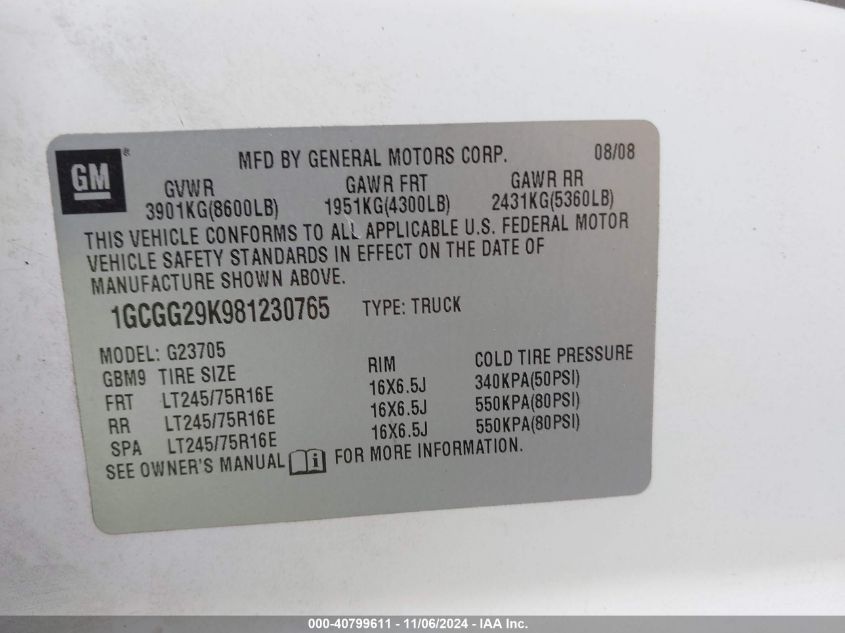 GM ® MFD BY GENERAL MOTORS CORP. 08/08
GVWR GAWR FRT GAWR RR
3901KG(8600LB) 1951KG(4300LB) 2431KG(5360LB)
THIS VEHICLE CONFORMS TO ALL APPLICABLE U.S. FEDERAL MOTOR
VEHICLE SAFETY STANDARDS IN EFFECT ON THE DATE OF
MANUFACTURE SHOWN ABOVE.
1GCGG29K981230765 TYPE: TRUCK
MODEL: G23705
GBM9 TIRE SIZE RIM COLD TIRE PRESSURE
FRT LT245/75R16E 16X6.5J 340KPA(50PSI)
RR LT245/75R16E 16X6.5J 550KPA(80PSI)
SPA LT245/75R16E 16X6.5J 550KPA(80PSI)
SEE OWNER'S MANUAL i FOR MORE INFORMATION.
000-40799611 - 11/06/2024 - IAA Inc.